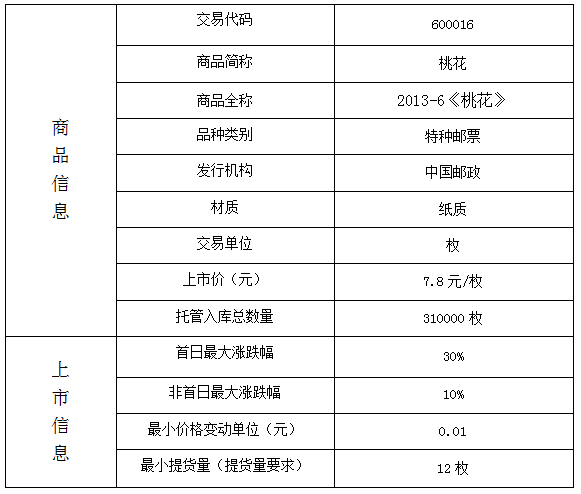 商品信息
交易代码 600016
商品简称 桃花
商品全称 2013-6《桃花》
品种类别 特种邮票
发行机构 中国邮政
材质 纸质
交易单位 枚
上市价（元） 7.8 元/枚
托管入库总数量 310000 枚
上市信息
首日最大涨跌幅 30%
非首日最大涨跌幅 10%
最小价格变动单位（元） 0.01
最小提货量（提货量要求） 12 枚